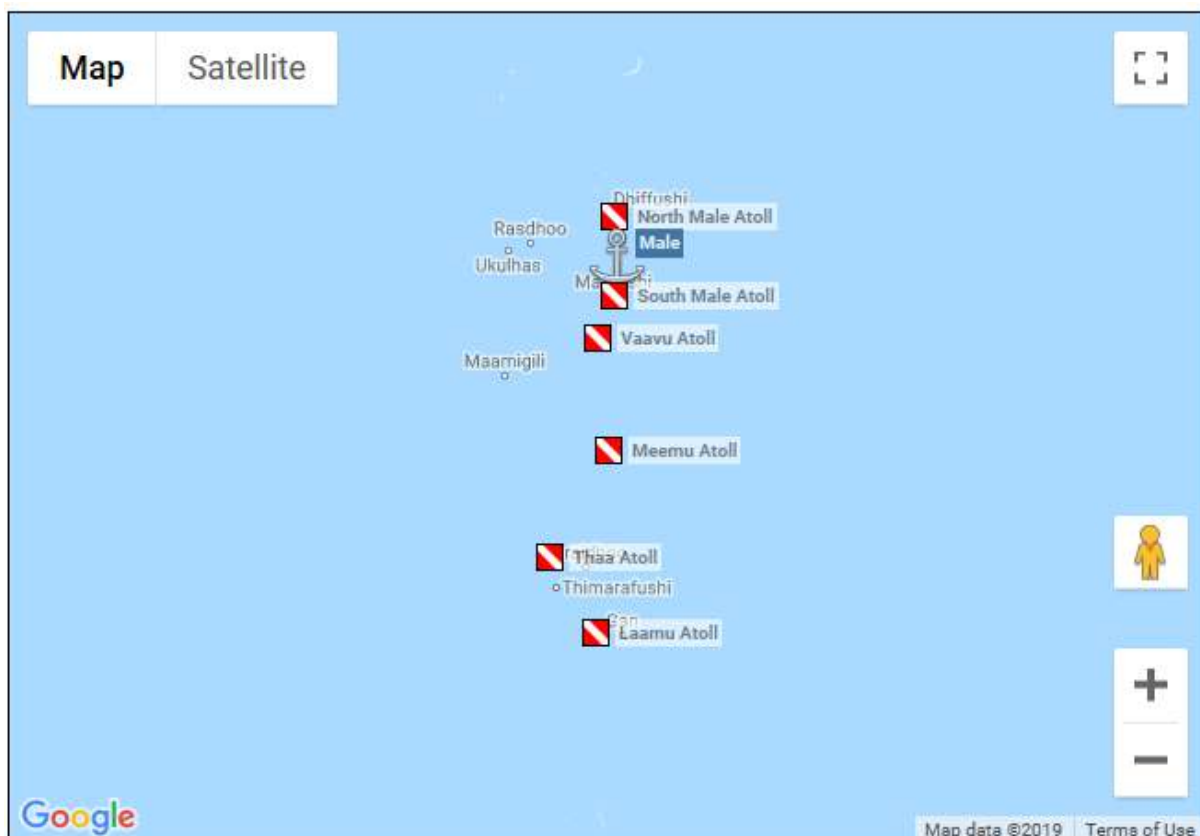 Map Satellite
Dhiffushi
North Male Atoll
Rasdhoo
Male
Ukulhas
South Male Atoll
Vaavu Atoll
Maamigili
Meemu Atoll
Thaa Atoll
Thimarafushi
Gan
Laamu Atoll
Google
Map data ©2019 Terms of Use